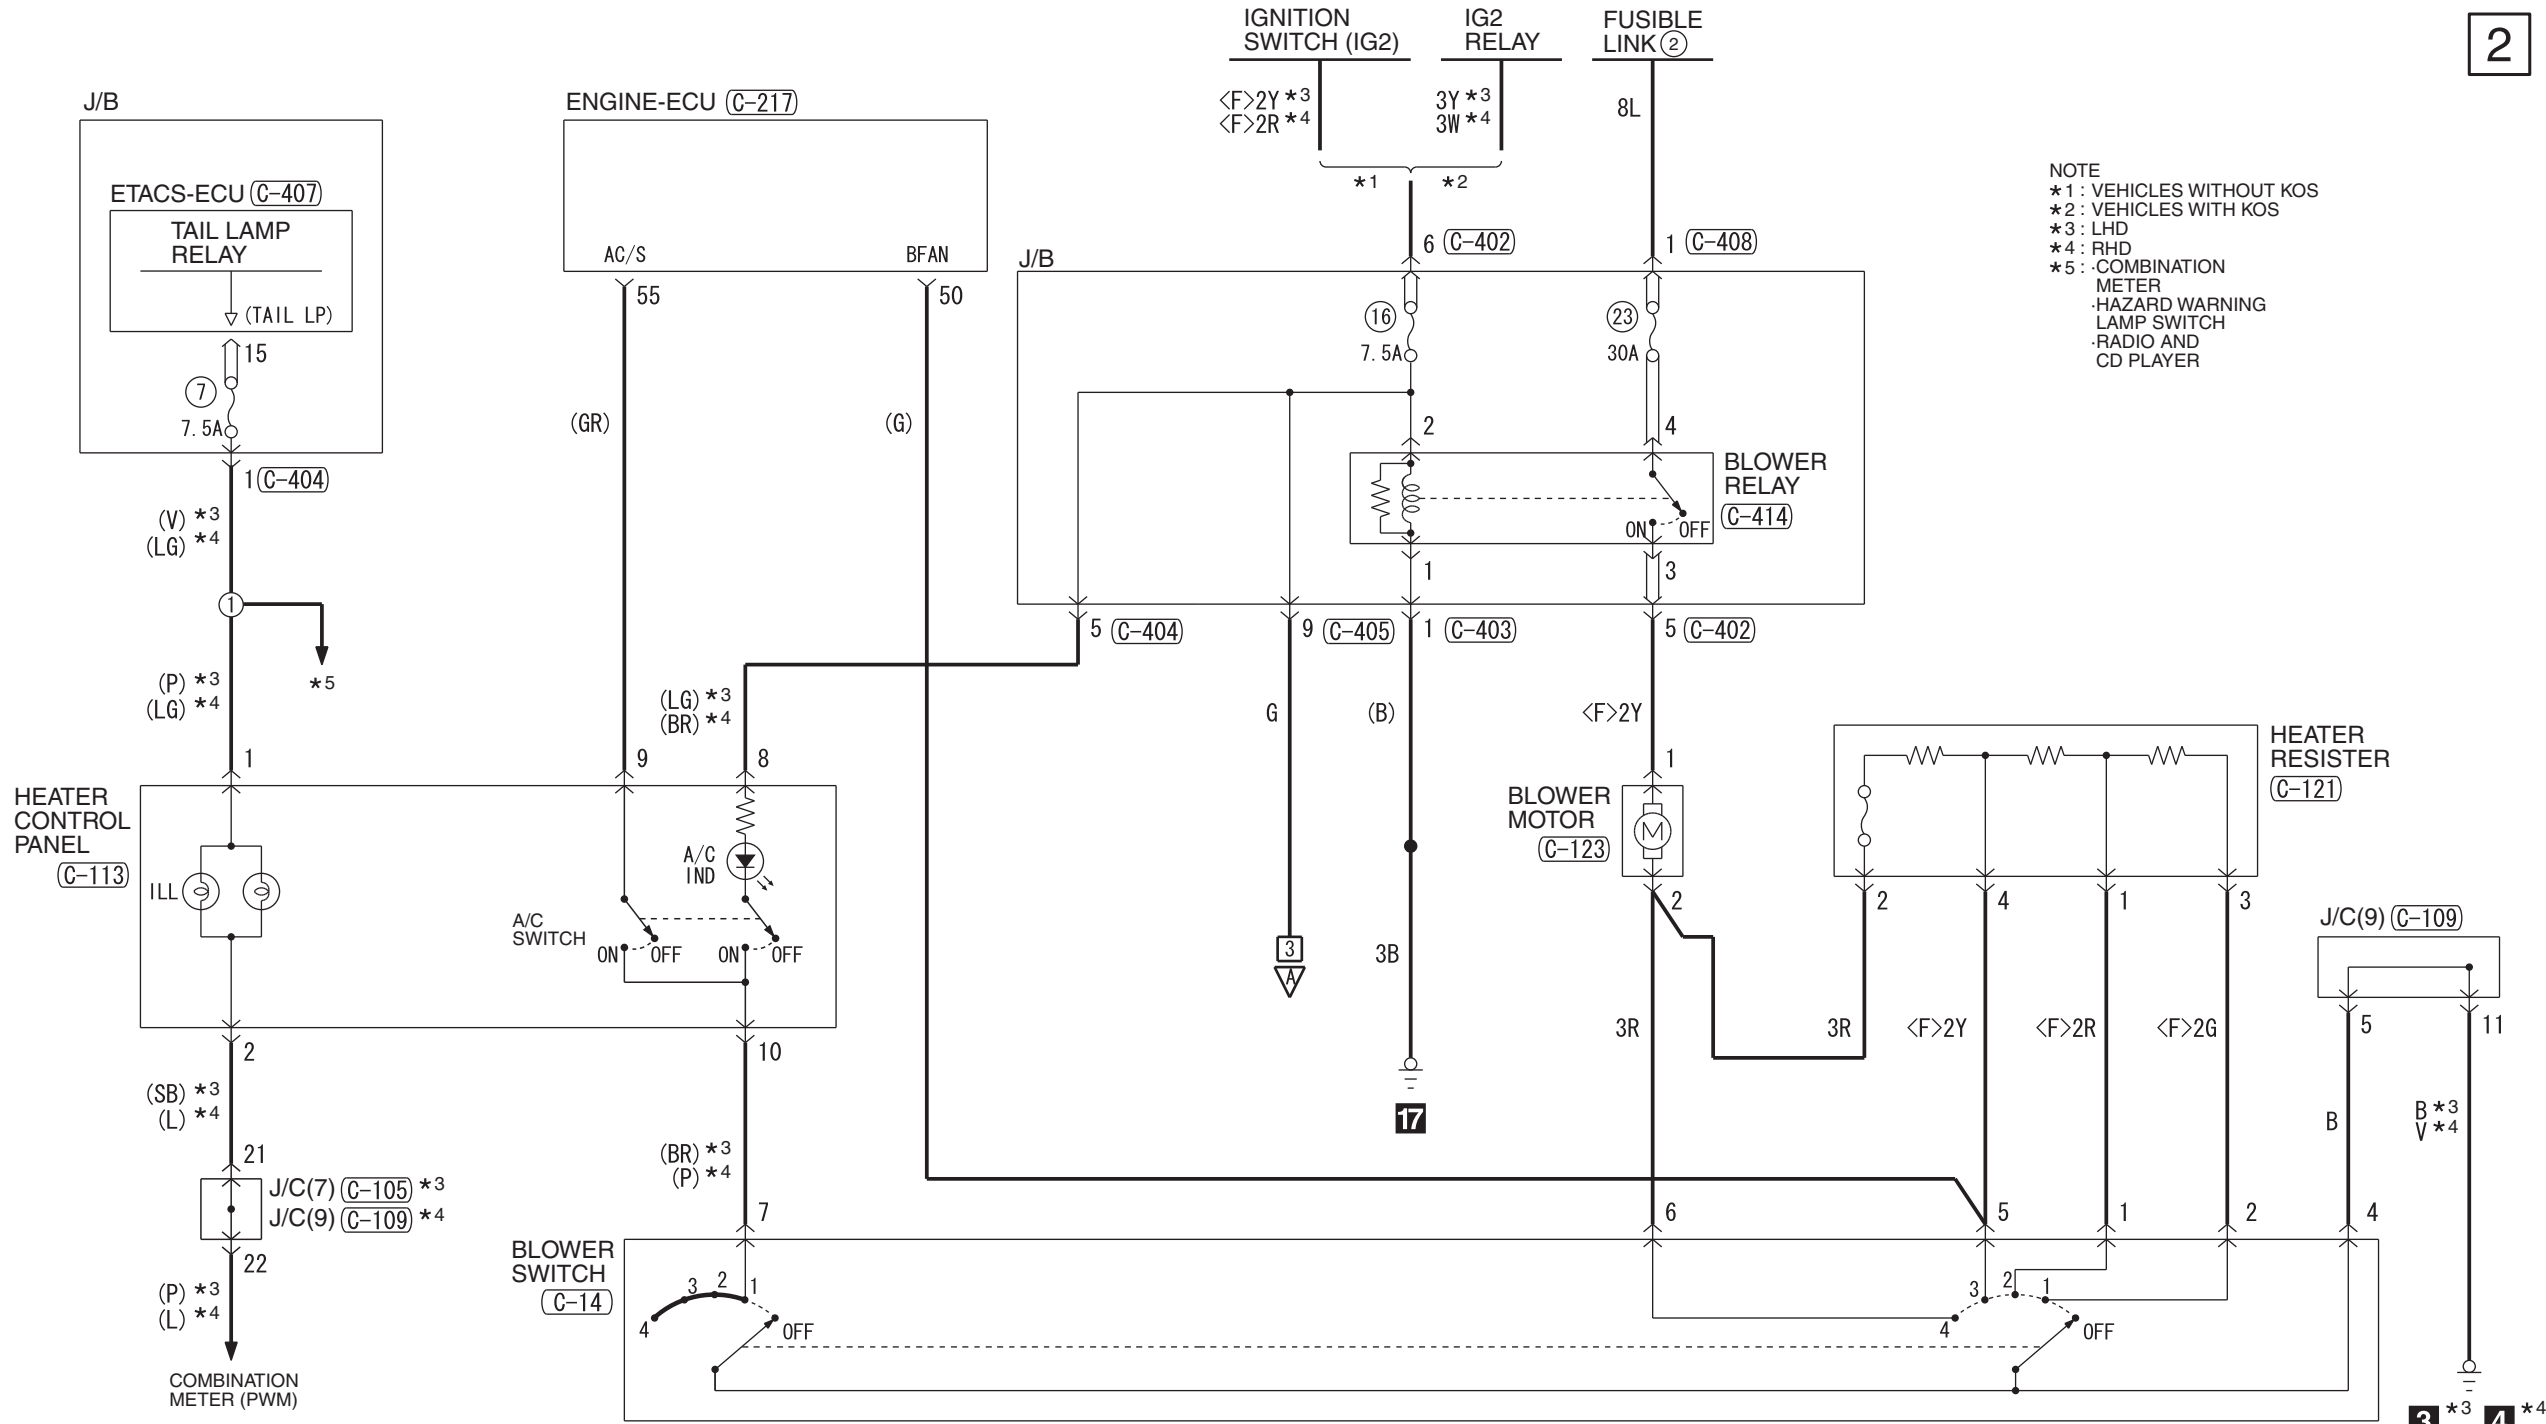 2
IGNITION
SWITCH (IG2)
IG2
RELAY
FUSIBLE
LINK ②
<F>2Y *3
<F>2R *4
3Y *3
3W *4
8L
*1
*2
NOTE
*1 : VEHICLES WITHOUT KOS
*2 : VEHICLES WITH KOS
*3 : LHD
*4 : RHD
*5 : ·COMBINATION
METER
·HAZARD WARNING
LAMP SWITCH
·RADIO AND
CD PLAYER
J/B
ETACS-ECU C-407
TAIL LAMP
RELAY
(TAIL LP)
15
7
7.5A
1 C-404
(V) *3
(LG) *4
1
*5
(P) *3
(LG) *4
1
ENGINE-ECU C-217
AC/S
BFAN
55
50
(GR)
(G)
6 C-402
1 C-408
J/B
16
7.5A
23
30A
2
4
BLOWER
RELAY
C-414
ON
OFF
1
3
5 C-404
9 C-405
1 C-403
5 C-402
(LG) *3
(BR) *4
G
(B)
<F>2Y
9
8
1
HEATER
CONTROL
PANEL
C-113
ILL
A/C
IND
A/C
SWITCH
ON
OFF
ON
OFF
3
A
3B
17
BLOWER
MOTOR
C-123
M
2
HEATER
RESISTER
C-121
2
4
1
3
3R
3R
<F>2Y
<F>2R
<F>2G
J/C(9) C-109
5
11
B
B *3
V *4
2
10
(SB) *3
(L) *4
21
J/C(7) C-105 *3
J/C(9) C-109 *4
22
(P) *3
(L) *4
COMBINATION
METER (PWM)
(BR) *3
(P) *4
7
6
5
1
2
4
BLOWER
SWITCH
C-14
4
3
2
1
OFF
4
3
2
1
OFF
3 *3
4 *4